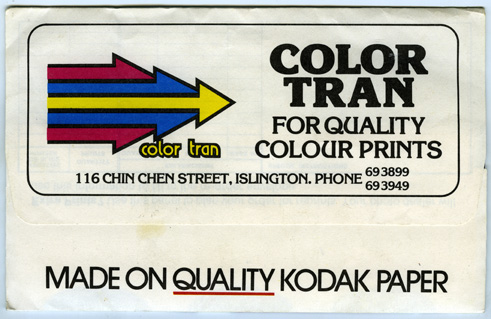 COLOR
TRAN
FOR QUALITY
COLOUR PRINTS
color tran
116 CHIN CHEN STREET, ISLINGTON. PHONE 693899
693949
MADE ON QUALITY KODAK PAPER